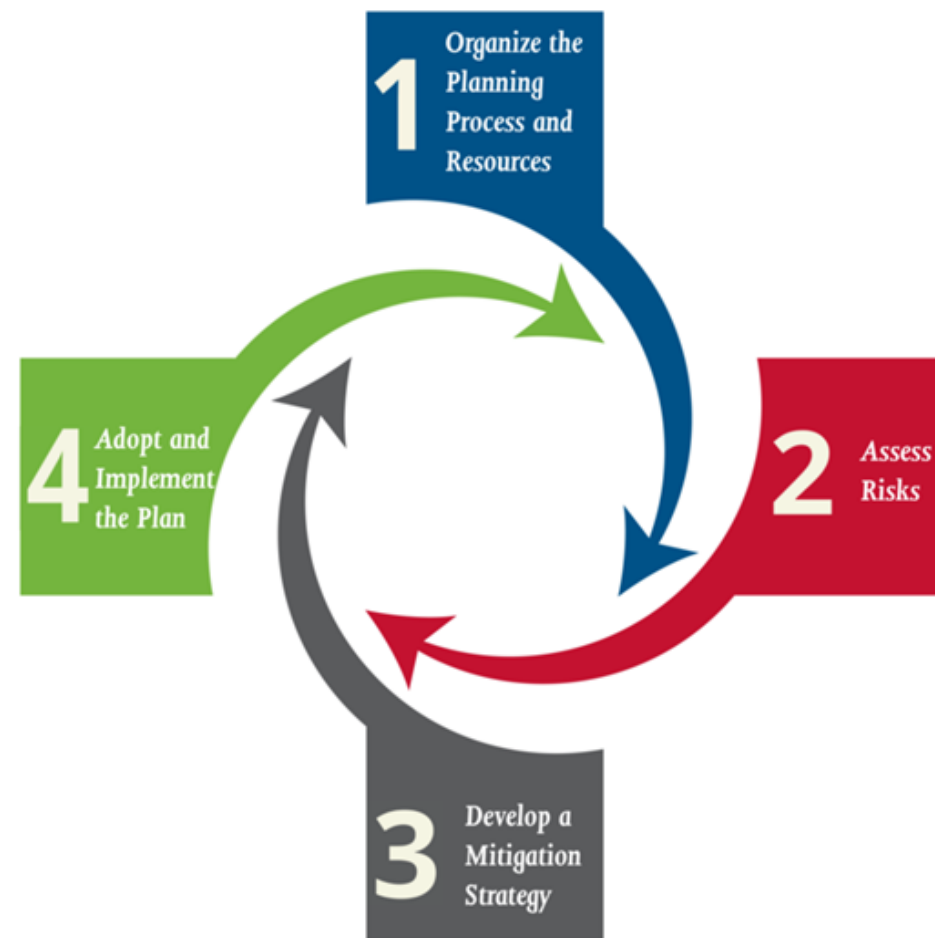 1
Organize the
Planning
Process and
Resources
2
Assess
Risks
3
Develop a
Mitigation
Strategy
4
Adopt and
Implement
the Plan